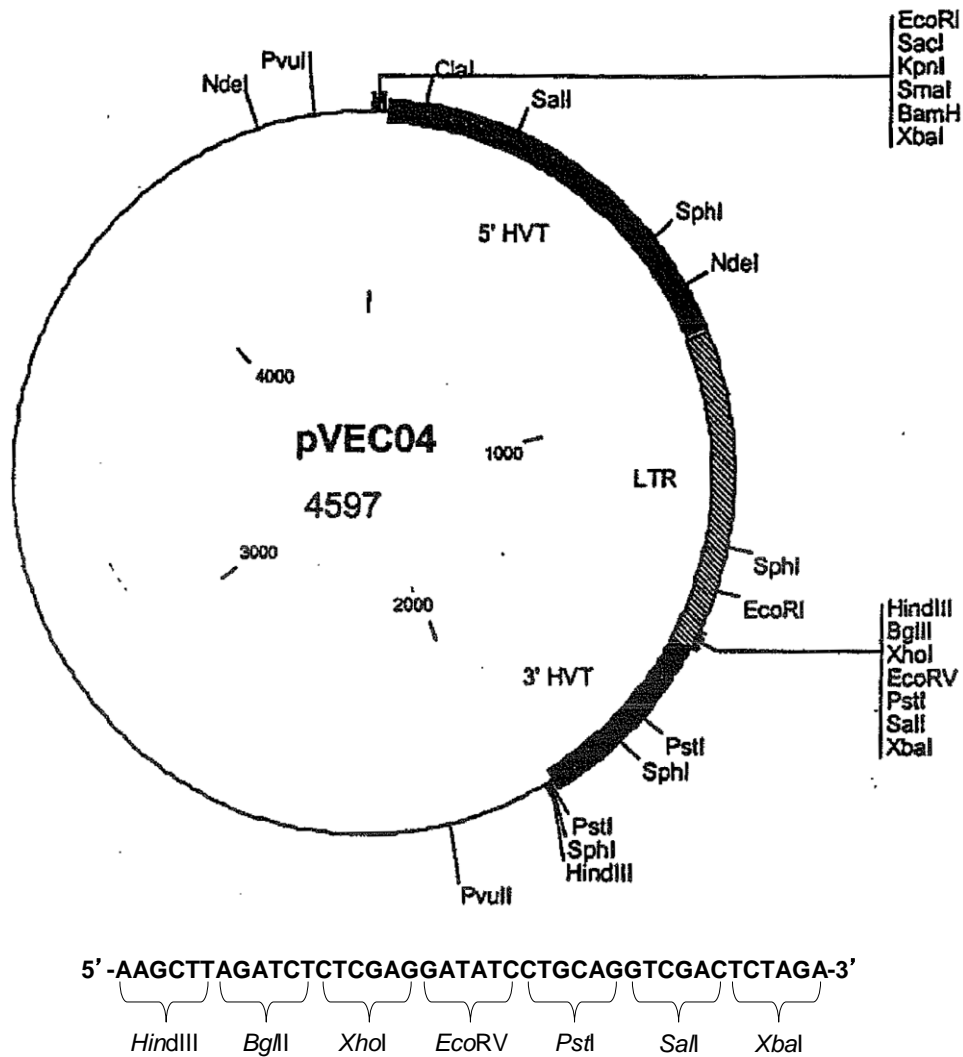 EcoRI
SacI
KpnI
SmaI
BamH
XbaI
PvuI
NdeI
ClaI
SalI
SphI
5' HVT
NdeI
4000
pVEC04
1000
LTR
4597
3000
SphI
2000
EcoRI
HindIII
BglII
XhoI
EcoRV
PstI
SalI
XbaI
3' HVT
PstI
SphI
PstI
SphI
HindIII
PvuII
5'-AAGCTTAGATCTCTCGAGGATATCCTGCAGGTCGACTCTAGA-3'
HindIII BglII XhoI EcoRV PstI SalI XbaI